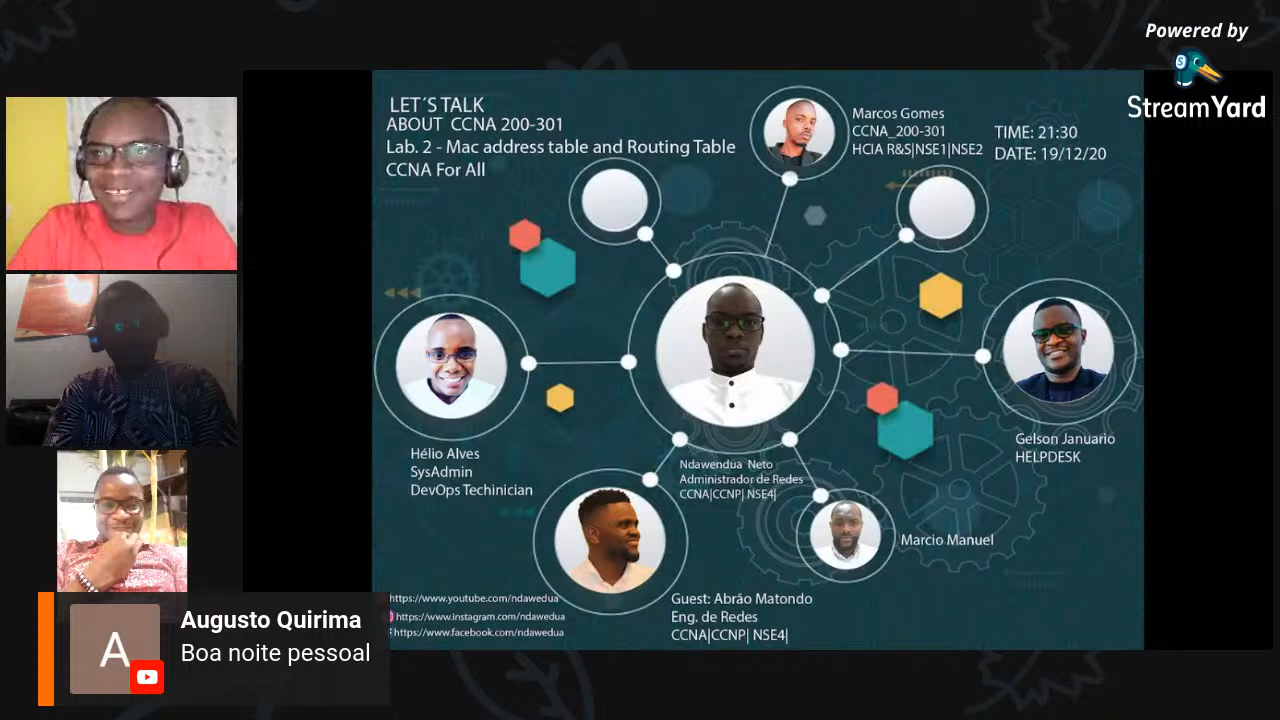 Powered by
StreamYard
LET´S TALK
ABOUT CCNA 200-301
Lab. 2 - Mac address table and Routing Table
CCNA For All
Marcos Gomes
CCNA_200-301
HCIA R&S|NSE1|NSE2
TIME: 21:30
DATE: 19/12/20
Hélio Alves
SysAdmin
DevOps Techinician
Ndawendua Neto
Administrador de Redes
CCNA|CCNP| NSE4|
Gelson Januario
HELPDESK
Marcio Manuel
Guest: Abrão Matondo
Eng. de Redes
CCNA|CCNP| NSE4|
https://www.youtube.com/ndawedua
https://www.instagram.com/ndawedua
https://www.facebook.com/ndawedua
A
Augusto Quirima
Boa noite pessoal